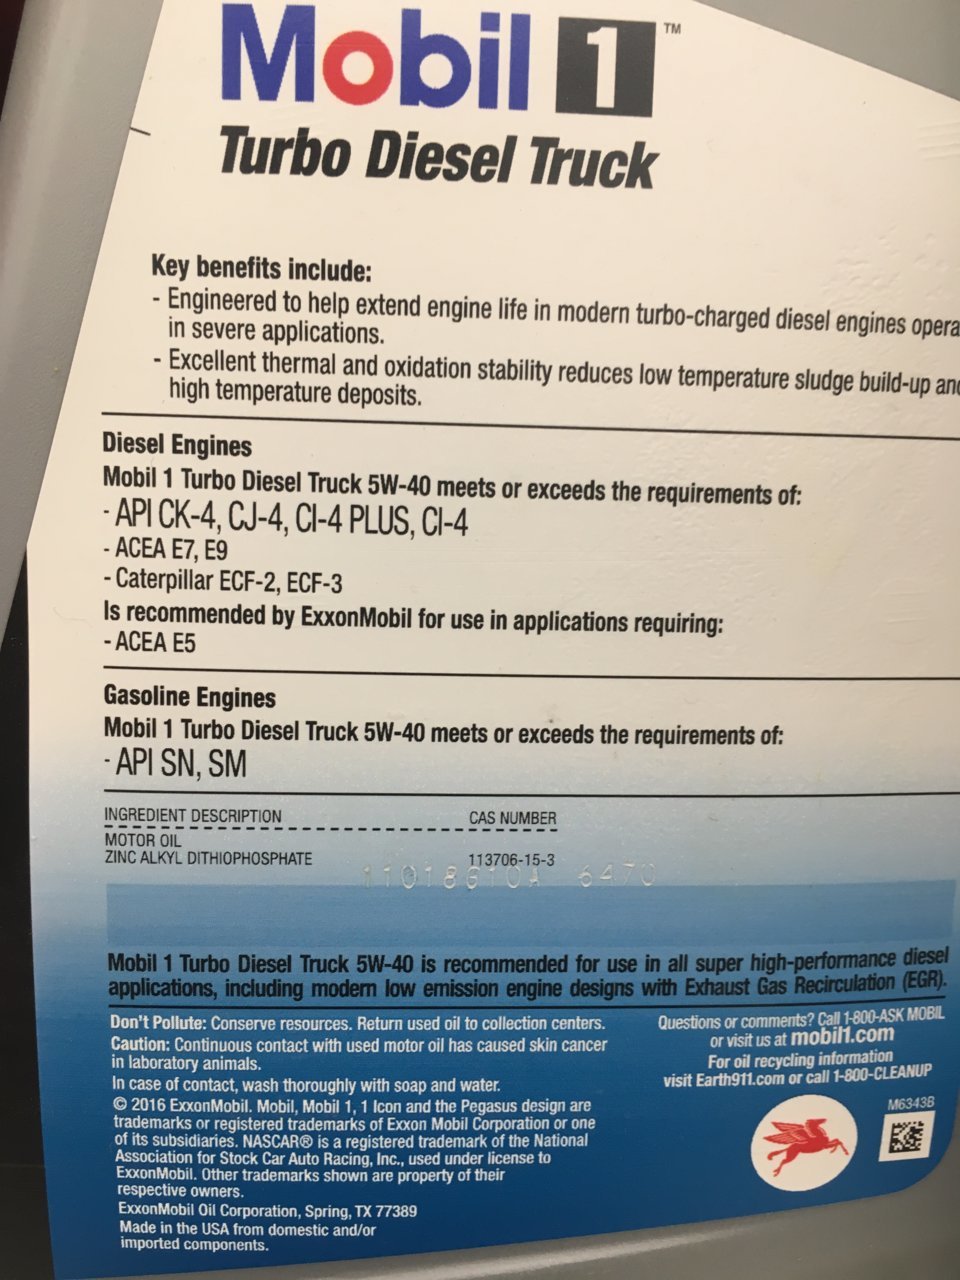 Mobil 1 ™
Turbo Diesel Truck
Key benefits include:
- Engineered to help extend engine life in modern turbo-charged diesel engines
in severe applications.
- Excellent thermal and oxidation stability reduces low temperature sludge build-up
high temperature deposits.
Diesel Engines
Mobil 1 Turbo Diesel Truck 5W-40 meets or exceeds the requirements of:
- API CK-4, CJ-4, CI-4 PLUS, CI-4
- ACEA E7, E9
- Caterpillar ECF-2, ECF-3
Is recommended by ExxonMobil for use in applications requiring:
- ACEA E5
Gasoline Engines
Mobil 1 Turbo Diesel Truck 5W-40 meets or exceeds the requirements of:
- API SN, SM
INGREDIENT DESCRIPTION CAS NUMBER
MOTOR OIL
ZINC ALKYL DITHIOPHOSPHATE 113706-15-3
6470
Mobil 1 Turbo Diesel Truck 5W-40 is recommended for use in all super high-performance diesel
applications, including modern low emission engine designs with Exhaust Gas Recirculation (EGR).
Don't Pollute: Conserve resources. Return used oil to collection centers.
Caution: Continuous contact with used motor oil has caused skin cancer
in laboratory animals.
In case of contact, wash thoroughly with soap and water.
© 2016 ExxonMobil. Mobil, Mobil 1, 1 Icon and the Pegasus design are
trademarks or registered trademarks of Exxon Mobil Corporation or one
of its subsidiaries. NASCAR® is a registered trademark of the National
Association for Stock Car Auto Racing, Inc., used under license to
ExxonMobil. Other trademarks shown are property of their
respective owners.
ExxonMobil Oil Corporation, Spring, TX 77389
Made in the USA from domestic and/or
imported components.
Questions or comments? Call 1-800-ASK MOBIL
or visit us at mobil1.com
For oil recycling information
visit Earth911.com or call 1-800-CLEANUP
M6343B